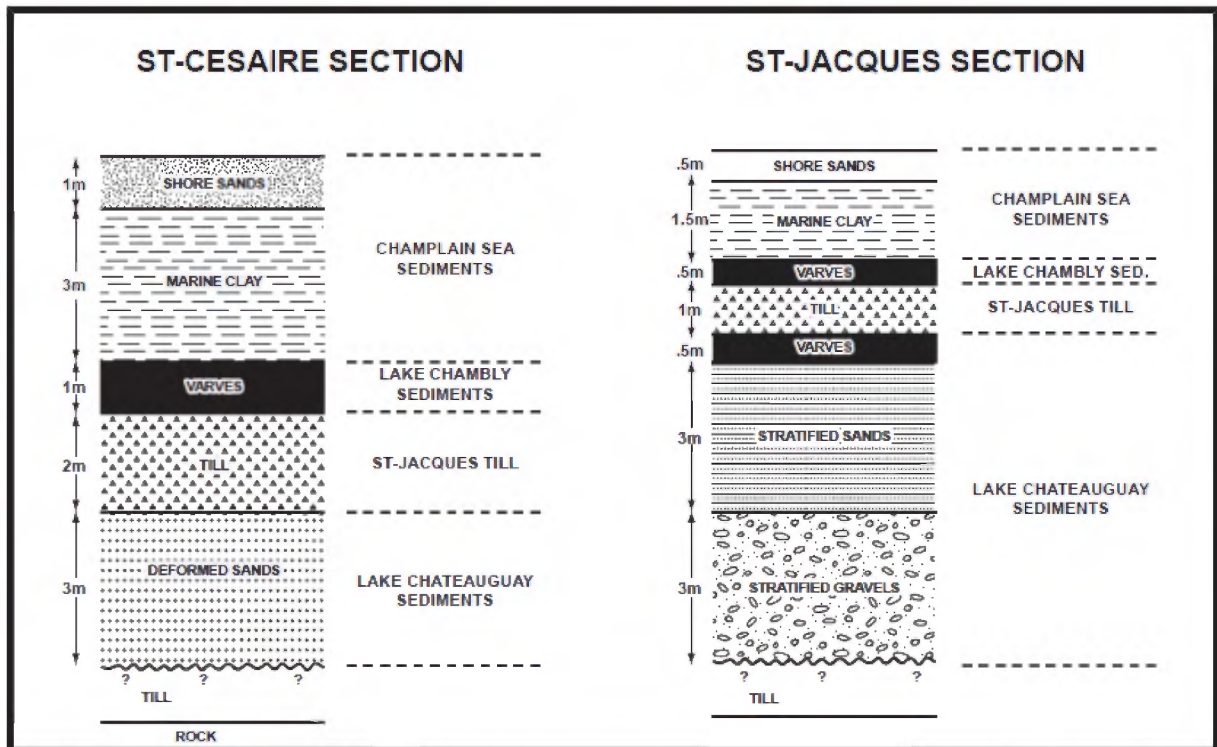 ST-CESAIRE SECTION
1m
SHORE SANDS
3m
MARINE CLAY
CHAMPLAIN SEA
SEDIMENTS
1m
VARVES
LAKE CHAMBLY
SEDIMENTS
2m
TILL
ST-JACQUES TILL
3m
DEFORMED SANDS
LAKE CHATEAUGUAY
SEDIMENTS
? ? ?
TILL
ROCK
ST-JACQUES SECTION
.5m
SHORE SANDS
1.5m
MARINE CLAY
CHAMPLAIN SEA
SEDIMENTS
.5m
VARVES
LAKE CHAMBLY SED.
1m
TILL
ST-JACQUES TILL
.5m
VARVES
3m
STRATIFIED SANDS
LAKE CHATEAUGUAY
SEDIMENTS
3m
STRATIFIED GRAVELS
? ? ?
TILL